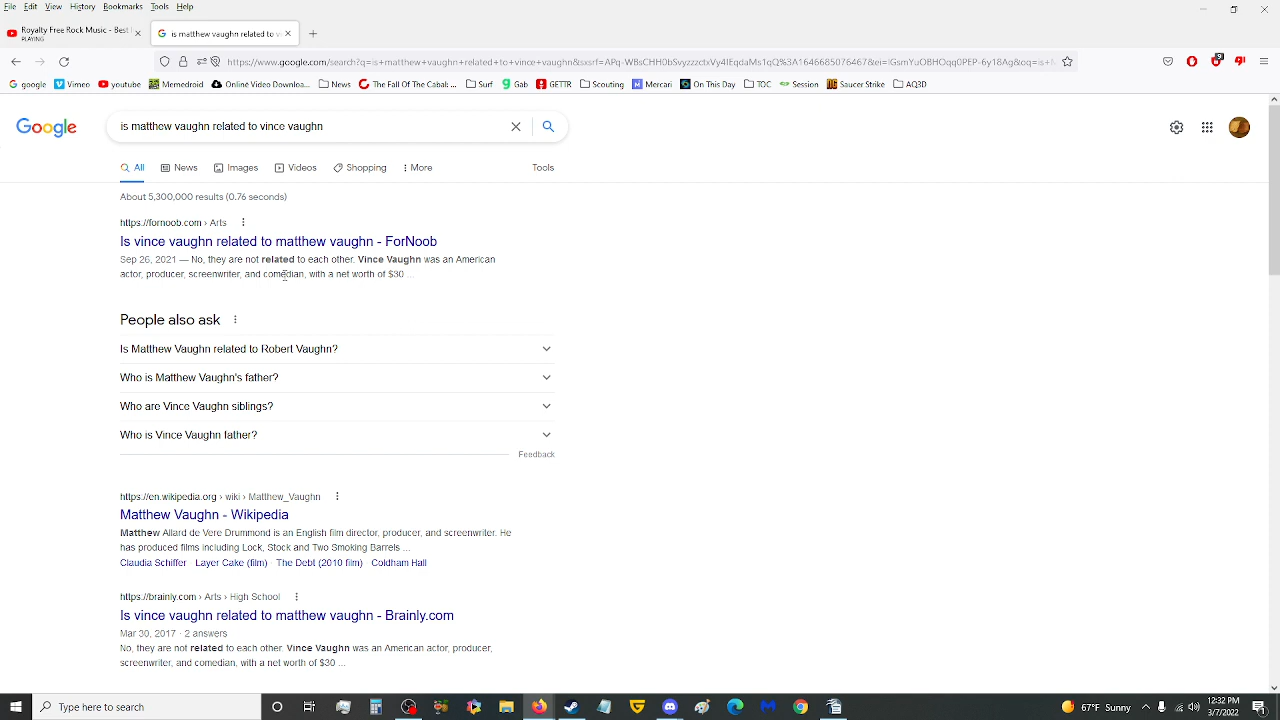 File Edit View History Bookmarks Tools Help
Royalty Free Rock Music - Best
PLAYING
is matthew vaughn related to v
google Vimeo youtube Memedroid Online Video Downloa... News The Fall Of The Cabal:... Surf Gab GETTR Scouting Mercari On This Day TOC Session Saucer Strike AQ3D
Google is matthew vaughn related to vince vaughn
All News Images Videos Shopping More Tools
About 5,300,000 results (0.76 seconds)
https://fornoob.com › Arts
Is vince vaughn related to matthew vaughn - ForNoob
Sep 26, 2021 — No, they are not related to each other. Vince Vaughn was an American
actor, producer, screenwriter, and comedian, with a net worth of $30 ...
People also ask
Is Matthew Vaughn related to Robert Vaughn?
Who is Matthew Vaughn's father?
Who are Vince Vaughn siblings?
Who is Vince Vaughn father?
Feedback
https://en.wikipedia.org › wiki › Matthew_Vaughn
Matthew Vaughn - Wikipedia
Matthew Allard de Vere Drummond is an English film director, producer, and screenwriter. He
has produced films including Lock, Stock and Two Smoking Barrels ...
Claudia Schiffer · Layer Cake (film) · The Debt (2010 film) · Coldham Hall
https://brainly.com › Arts › High School
Is vince vaughn related to matthew vaughn - Brainly.com
Mar 30, 2017 · 2 answers
No, they are not related to each other. Vince Vaughn was an American actor, producer,
screenwriter, and comedian, with a net worth of $30 ...
Type here to search
67°F Sunny
12:32 PM
3/7/2022